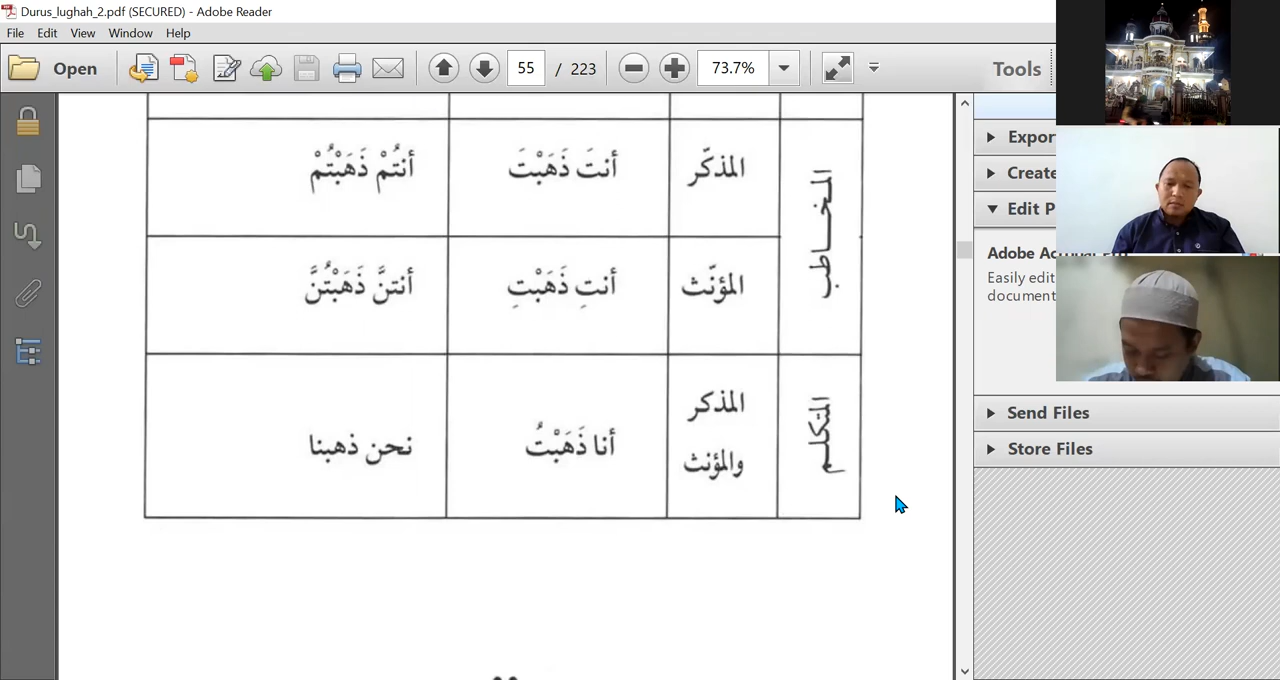 Durus_lughah_2.pdf (SECURED) - Adobe Reader
File Edit View Window Help
Open 55 / 223 73.7% Tools
المخاطب
المذكّر أنتَ ذَهَبْتَ أنتُمْ ذَهَبْتُمْ
المؤنّث أنتِ ذَهَبْتِ أنتنَّ ذَهَبْتُنَّ
المتكلم
المذكر
والمؤنث
أنا ذَهَبْتُ نحن ذهبنا
Create
Edit
Adobe
Easily edit
document
Send Files
Store Files